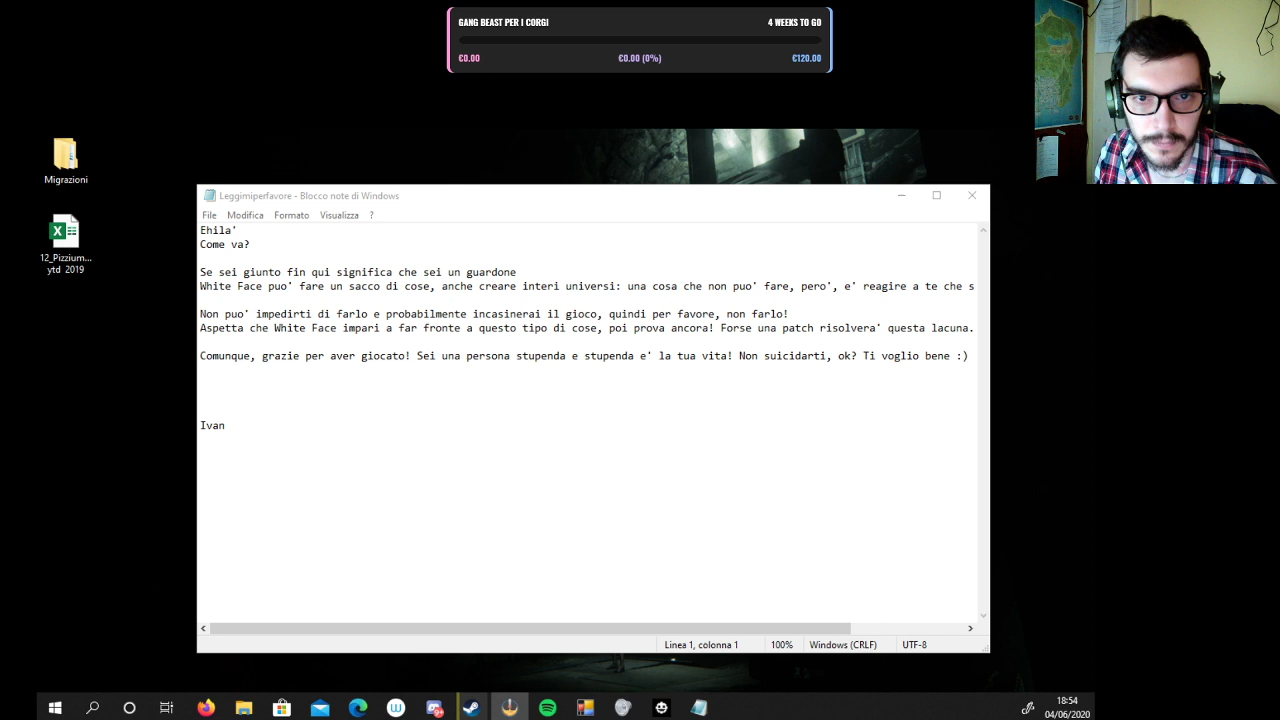 GANG BEAST PER I CORGI
4 WEEKS TO GO
€0.00
€0.00 (0%)
€120.00
Migrazioni
12_Pizzium...
ytd 2019
Leggimiperfavore - Blocco note di Windows
File Modifica Formato Visualizza ?
Ehila'
Come va?
Se sei giunto fin qui significa che sei un guardone
White Face puo' fare un sacco di cose, anche creare interi universi: una cosa che non puo' fare, pero', e' reagire a te che s
Non puo' impedirti di farlo e probabilmente incasinerai il gioco, quindi per favore, non farlo!
Aspetta che White Face impari a far fronte a questo tipo di cose, poi prova ancora! Forse una patch risolvera' questa lacuna.
Comunque, grazie per aver giocato! Sei una persona stupenda e stupenda e' la tua vita! Non suicidarti, ok? Ti voglio bene :)
Ivan
Linea 1, colonna 1
100%
Windows (CRLF)
UTF-8
18:54
04/06/2020